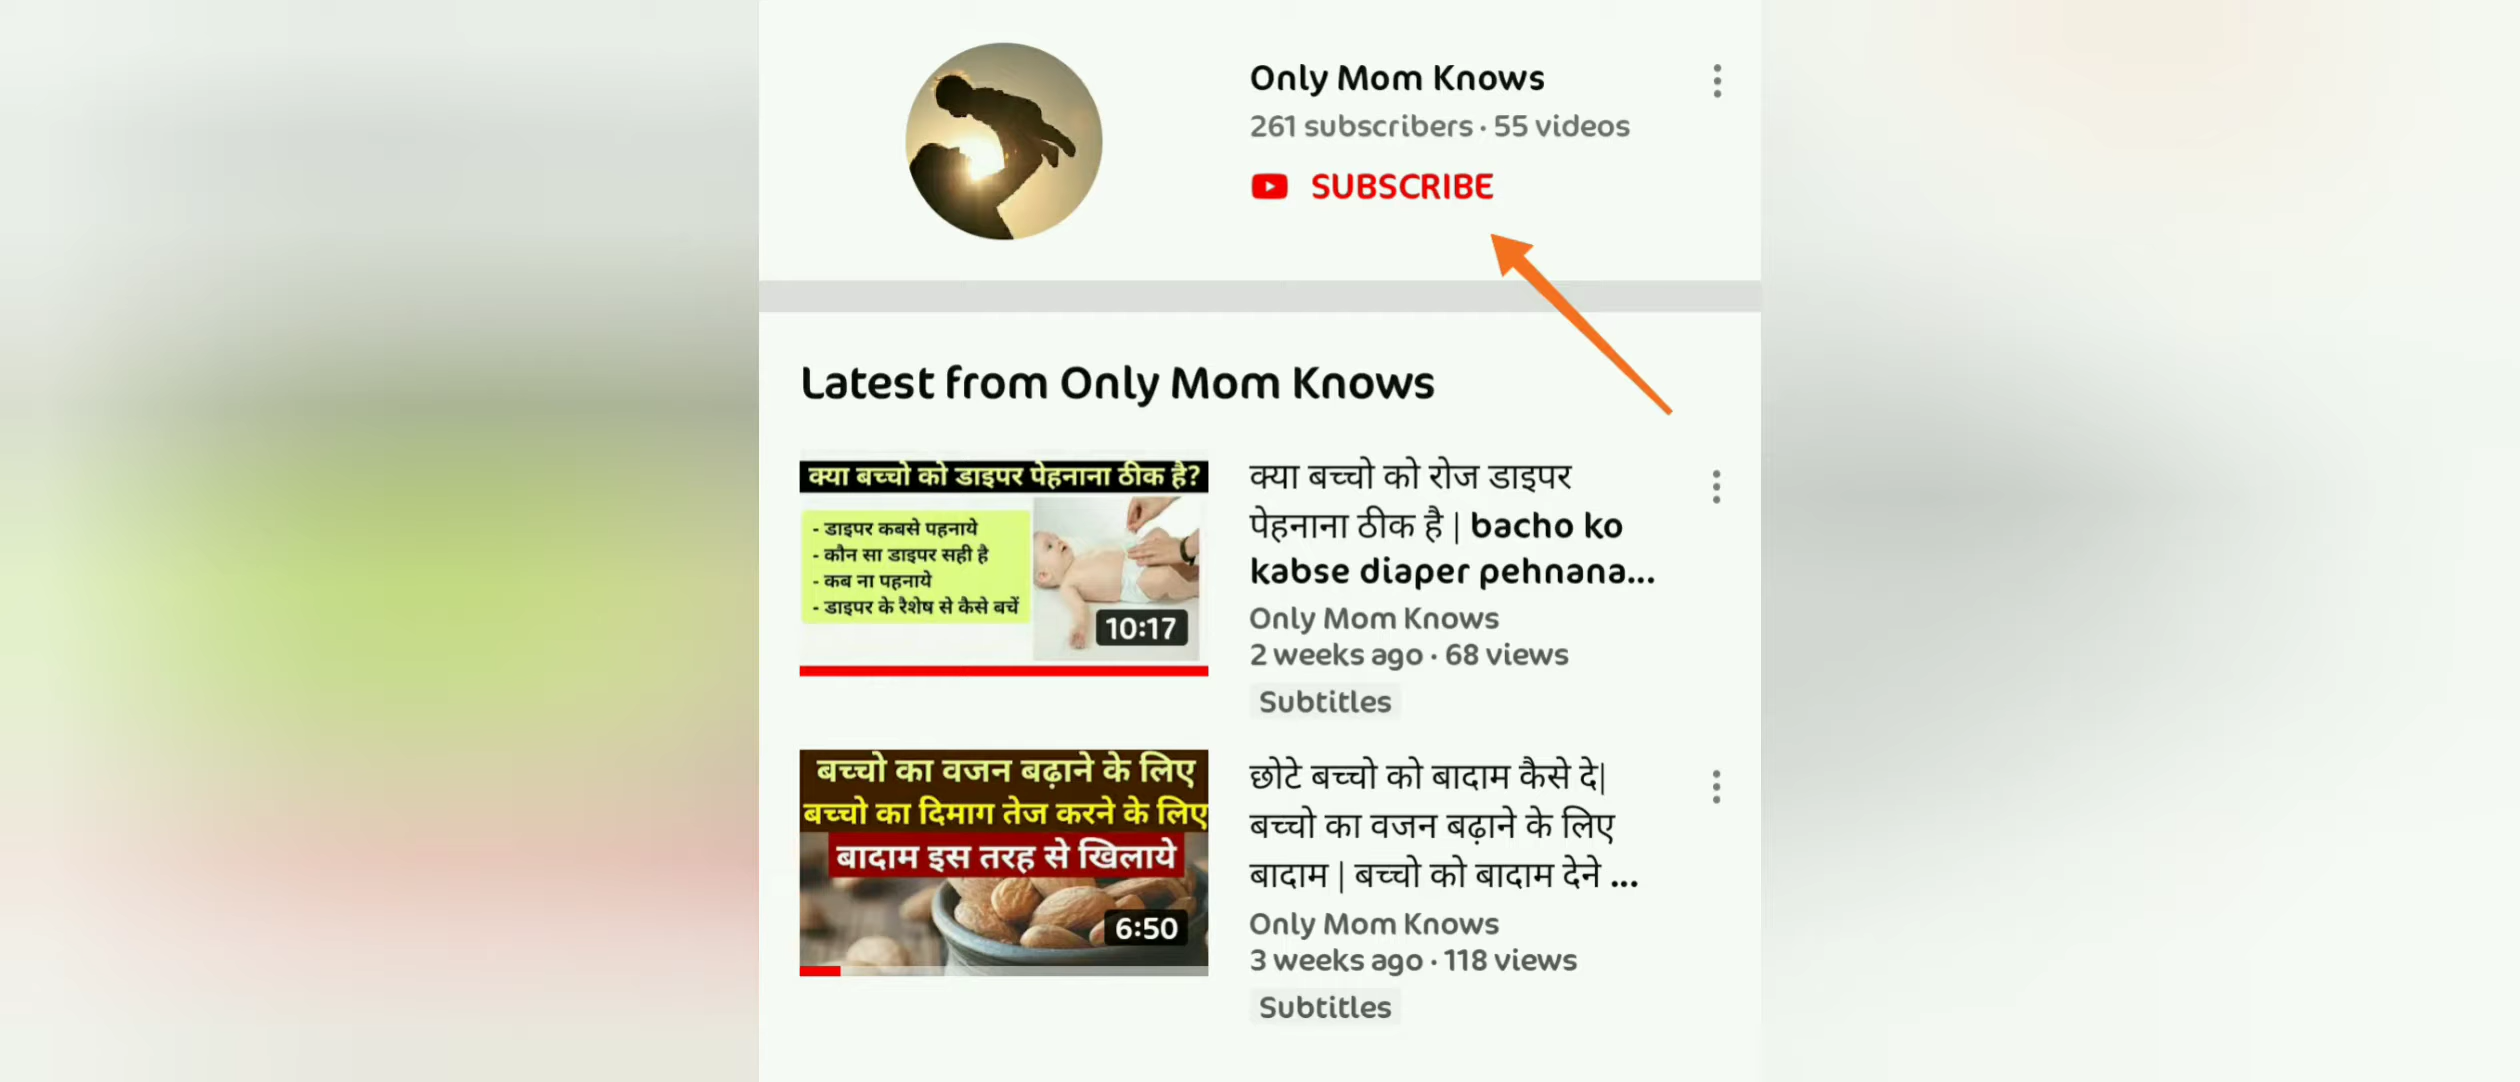 Only Mom Knows
261 subscribers · 55 videos
SUBSCRIBE
Latest from Only Mom Knows
क्या बच्चो को डाइपर पेहनाना ठीक है?
- डाइपर कबसे पहनाये
- कौन सा डाइपर सही है
- कब ना पहनाये
- डाइपर के रैशेष से कैसे बचें
10:17
क्या बच्चो को रोज डाइपर
पेहनाना ठीक है | bacho ko
kabse diaper pehnana...
Only Mom Knows
2 weeks ago · 68 views
Subtitles
बच्चो का वजन बढ़ाने के लिए
बच्चो का दिमाग तेज करने के लिए
बादाम इस तरह से खिलाये
6:50
छोटे बच्चो को बादाम कैसे दे|
बच्चो का वजन बढ़ाने के लिए
बादाम | बच्चो को बादाम देने ...
Only Mom Knows
3 weeks ago · 118 views
Subtitles